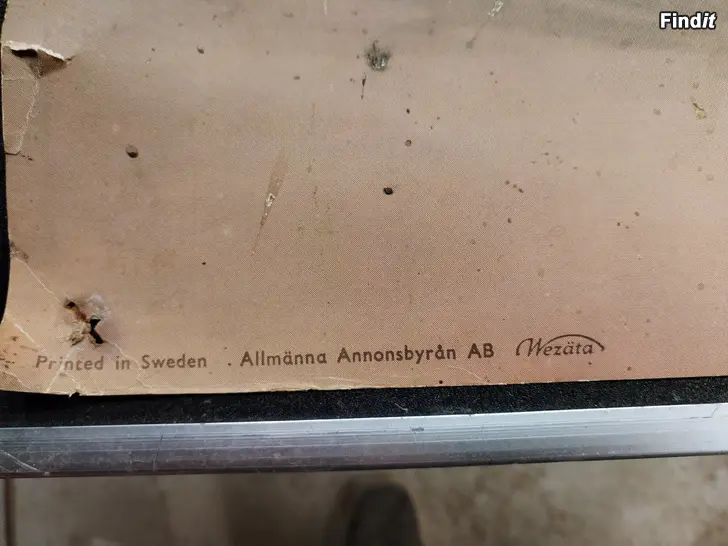 Findit
Printed in Sweden . Allmänna Annonsbyrån AB Wezäta